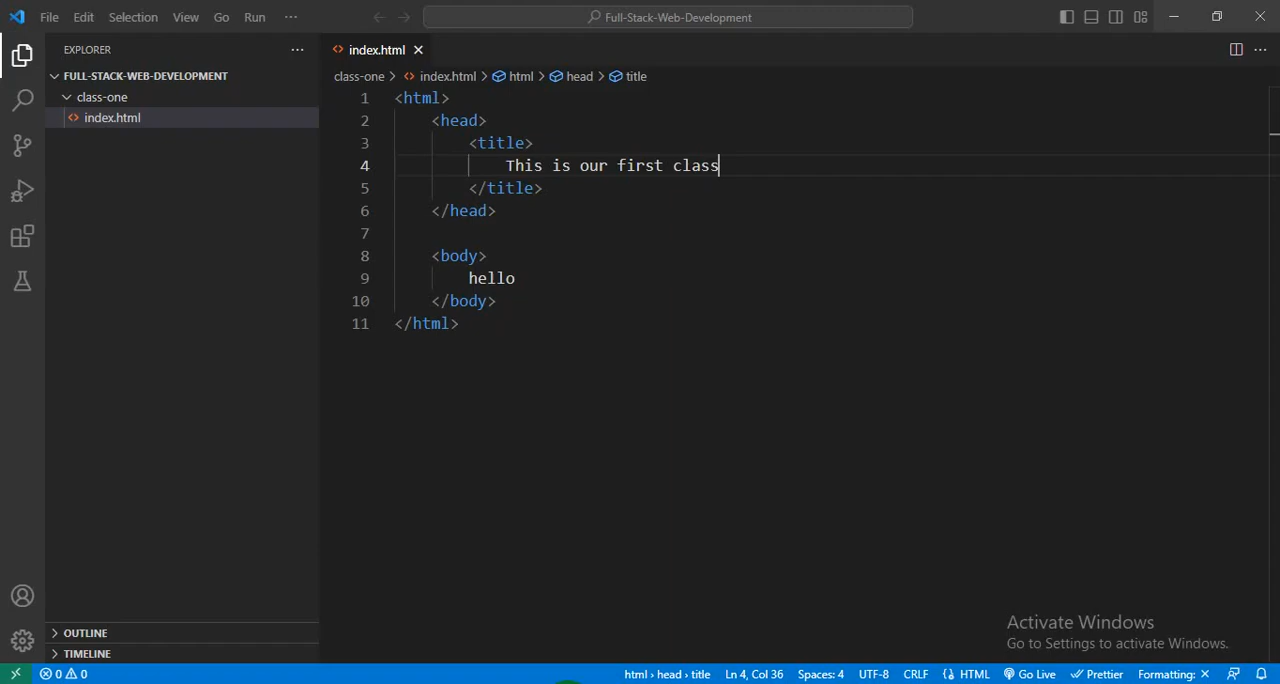 File Edit Selection View Go Run ···
Full-Stack-Web-Development
EXPLORER ···
FULL-STACK-WEB-DEVELOPMENT
class-one
index.html
index.html
class-one > index.html > html > head > title
1 <html>
2 <head>
3 <title>
4 This is our first class
5 </title>
6 </head>
7
8 <body>
9 hello
10 </body>
11 </html>
OUTLINE
TIMELINE
Activate Windows
Go to Settings to activate Windows.
0 0 html › head › title Ln 4, Col 36 Spaces: 4 UTF-8 CRLF {} HTML Go Live Prettier Formatting: ×